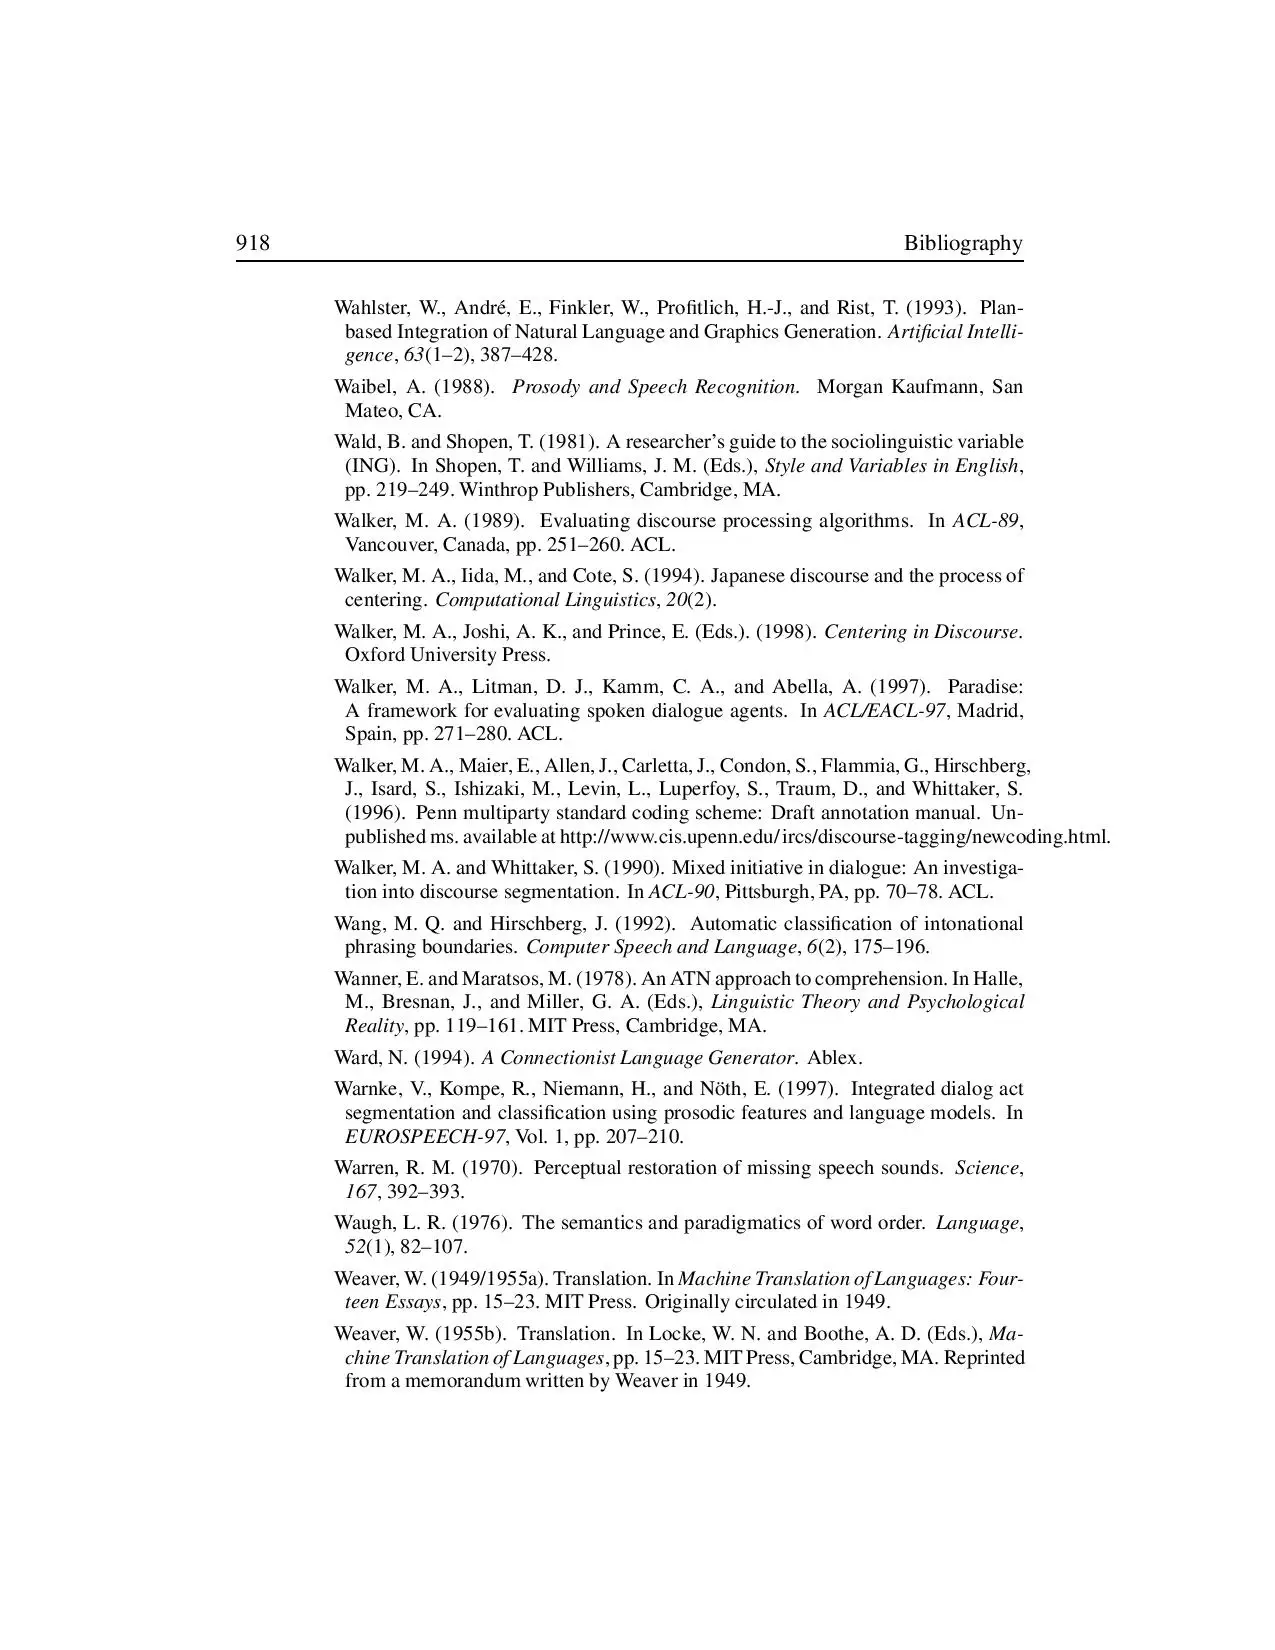 918 Bibliography
Wahlster, W., André, E., Finkler, W., Profitlich, H.-J., and Rist, T. (1993). Plan-
based Integration of Natural Language and Graphics Generation. Artificial Intelli-
gence, 63(1–2), 387–428.
Waibel, A. (1988). Prosody and Speech Recognition. Morgan Kaufmann, San
Mateo, CA.
Wald, B. and Shopen, T. (1981). A researcher’s guide to the sociolinguistic variable
(ING). In Shopen, T. and Williams, J. M. (Eds.), Style and Variables in English,
pp. 219–249. Winthrop Publishers, Cambridge, MA.
Walker, M. A. (1989). Evaluating discourse processing algorithms. In ACL-89,
Vancouver, Canada, pp. 251–260. ACL.
Walker, M. A., Iida, M., and Cote, S. (1994). Japanese discourse and the process of
centering. Computational Linguistics, 20(2).
Walker, M. A., Joshi, A. K., and Prince, E. (Eds.). (1998). Centering in Discourse.
Oxford University Press.
Walker, M. A., Litman, D. J., Kamm, C. A., and Abella, A. (1997). Paradise:
A framework for evaluating spoken dialogue agents. In ACL/EACL-97, Madrid,
Spain, pp. 271–280. ACL.
Walker, M. A., Maier, E., Allen, J., Carletta, J., Condon, S., Flammia, G., Hirschberg,
J., Isard, S., Ishizaki, M., Levin, L., Luperfoy, S., Traum, D., and Whittaker, S.
(1996). Penn multiparty standard coding scheme: Draft annotation manual. Un-
published ms. available at http://www.cis.upenn.edu/ircs/discourse-tagging/newcoding.html.
Walker, M. A. and Whittaker, S. (1990). Mixed initiative in dialogue: An investiga-
tion into discourse segmentation. In ACL-90, Pittsburgh, PA, pp. 70–78. ACL.
Wang, M. Q. and Hirschberg, J. (1992). Automatic classification of intonational
phrasing boundaries. Computer Speech and Language, 6(2), 175–196.
Wanner, E. and Maratsos, M. (1978). An ATN approach to comprehension. In Halle,
M., Bresnan, J., and Miller, G. A. (Eds.), Linguistic Theory and Psychological
Reality, pp. 119–161. MIT Press, Cambridge, MA.
Ward, N. (1994). A Connectionist Language Generator. Ablex.
Warnke, V., Kompe, R., Niemann, H., and Nöth, E. (1997). Integrated dialog act
segmentation and classification using prosodic features and language models. In
EUROSPEECH-97, Vol. 1, pp. 207–210.
Warren, R. M. (1970). Perceptual restoration of missing speech sounds. Science,
167, 392–393.
Waugh, L. R. (1976). The semantics and paradigmatics of word order. Language,
52(1), 82–107.
Weaver, W. (1949/1955a). Translation. In Machine Translation of Languages: Four-
teen Essays, pp. 15–23. MIT Press. Originally circulated in 1949.
Weaver, W. (1955b). Translation. In Locke, W. N. and Boothe, A. D. (Eds.), Ma-
chine Translation of Languages, pp. 15–23. MIT Press, Cambridge, MA. Reprinted
from a memorandum written by Weaver in 1949.